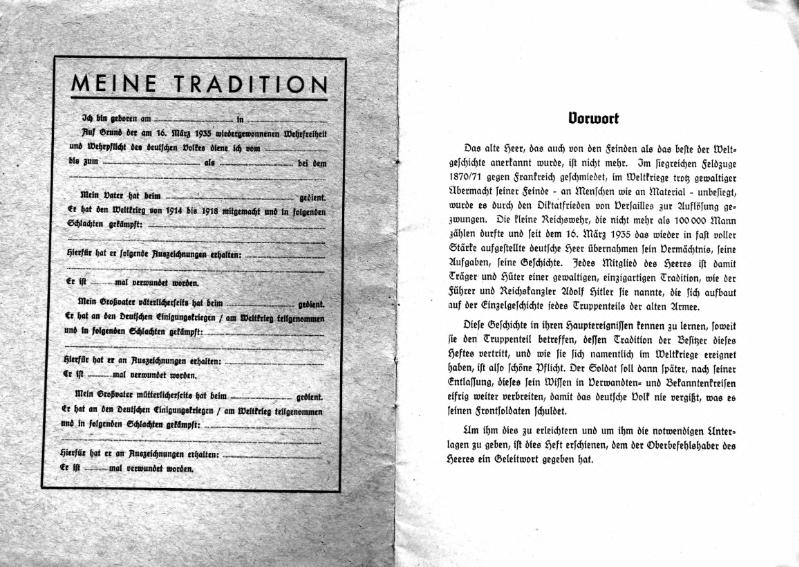 MEINE TRADITION
Ich bin geboren am ........ in ........
Auf Grund der am 16. März 1935 wiedergewonnenen Wehrfreiheit
und Wehrpflicht des deutschen Volkes diene ich vom ........
bis zum ........ als ........ bei dem
........
Mein Vater hat beim ........ gedient.
Er hat den Weltkrieg von 1914 bis 1918 mitgemacht und in folgenden
Schlachten gekämpft: ........
Hierfür hat er folgende Auszeichnungen erhalten: ........
Er ist ........ mal verwundet worden.
Mein Großvater väterlicherseits hat beim ........ gedient.
Er hat an den Deutschen Einigungskriegen / am Weltkrieg teilgenommen
und in folgenden Schlachten gekämpft: ........
Hierfür hat er an Auszeichnungen erhalten: ........
Er ist ........ mal verwundet worden.
Mein Großvater mütterlicherseits hat beim ........ gedient.
Er hat an den Deutschen Einigungskriegen / am Weltkrieg teilgenommen
und in folgenden Schlachten gekämpft: ........
Hierfür hat er an Auszeichnungen erhalten: ........
Er ist ........ mal verwundet worden.
Vorwort
Das alte Heer, das auch von den Feinden als das beste der Welt-
geschichte anerkannt wurde, ist nicht mehr. Im siegreichen Feldzuge
1870/71 gegen Frankreich geschmiedet, im Weltkriege trotz gewaltiger
Übermacht seiner Feinde - an Menschen wie an Material - unbesiegt,
wurde es durch den Diktatfrieden von Versailles zur Auflösung ge-
zwungen. Die kleine Reichswehr, die nicht mehr als 100 000 Mann
zählen durfte und seit dem 16. März 1935 das wieder in fast voller
Stärke aufgestellte deutsche Heer übernahmen sein Vermächtnis, seine
Aufgaben, seine Geschichte. Jedes Mitglied des Heeres ist damit
Träger und Hüter einer gewaltigen, einzigartigen Tradition, wie der
Führer und Reichskanzler Adolf Hitler sie nannte, die sich aufbaut
auf der Einzelgeschichte jedes Truppenteils der alten Armee.
Diese Geschichte in ihren Hauptereignissen kennen zu lernen, soweit
sie den Truppenteil betreffen, dessen Tradition der Besitzer dieses
Heftes vertritt, und wie sie sich namentlich im Weltkriege ereignet
haben, ist also schöne Pflicht. Der Soldat soll dann später, nach seiner
Entlassung, dieses sein Wissen in Verwandten- und Bekanntenkreisen
eifrig weiter verbreiten, damit das deutsche Volk nie vergißt, was es
seinen Frontsoldaten schuldet.
Um ihm dies zu erleichtern und um ihm die notwendigen Unter-
lagen zu geben, ist dies Heft erschienen, dem der Oberbefehlshaber des
Heeres ein Geleitwort gegeben hat.